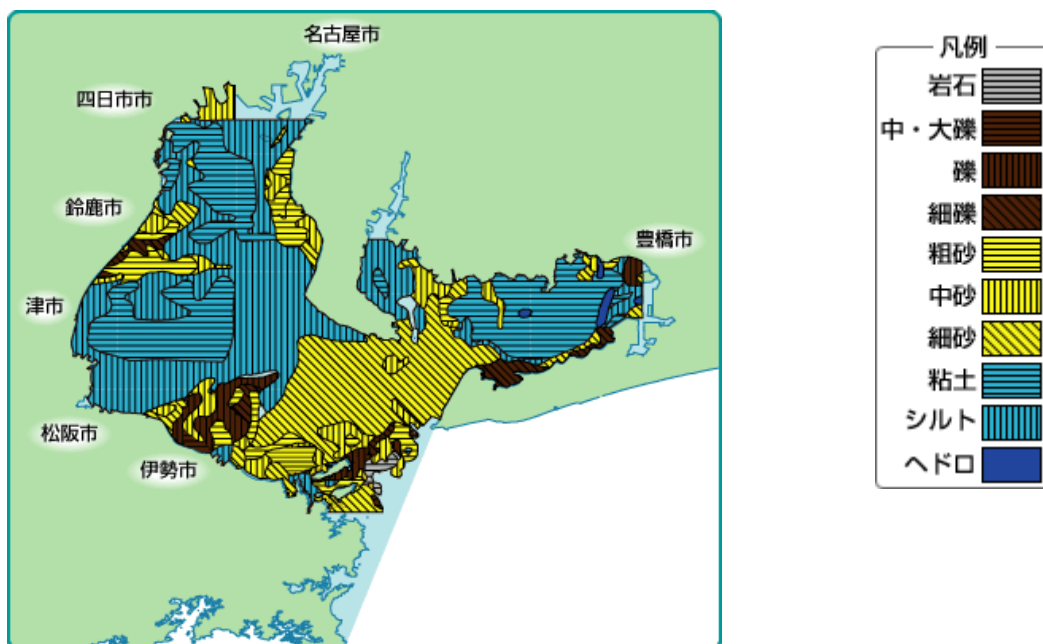 名古屋市
四日市市
鈴鹿市
豊橋市
津市
松阪市
伊勢市
凡例
岩石
中・大礫
礫
細礫
粗砂
中砂
細砂
粘土
シルト
ヘドロ